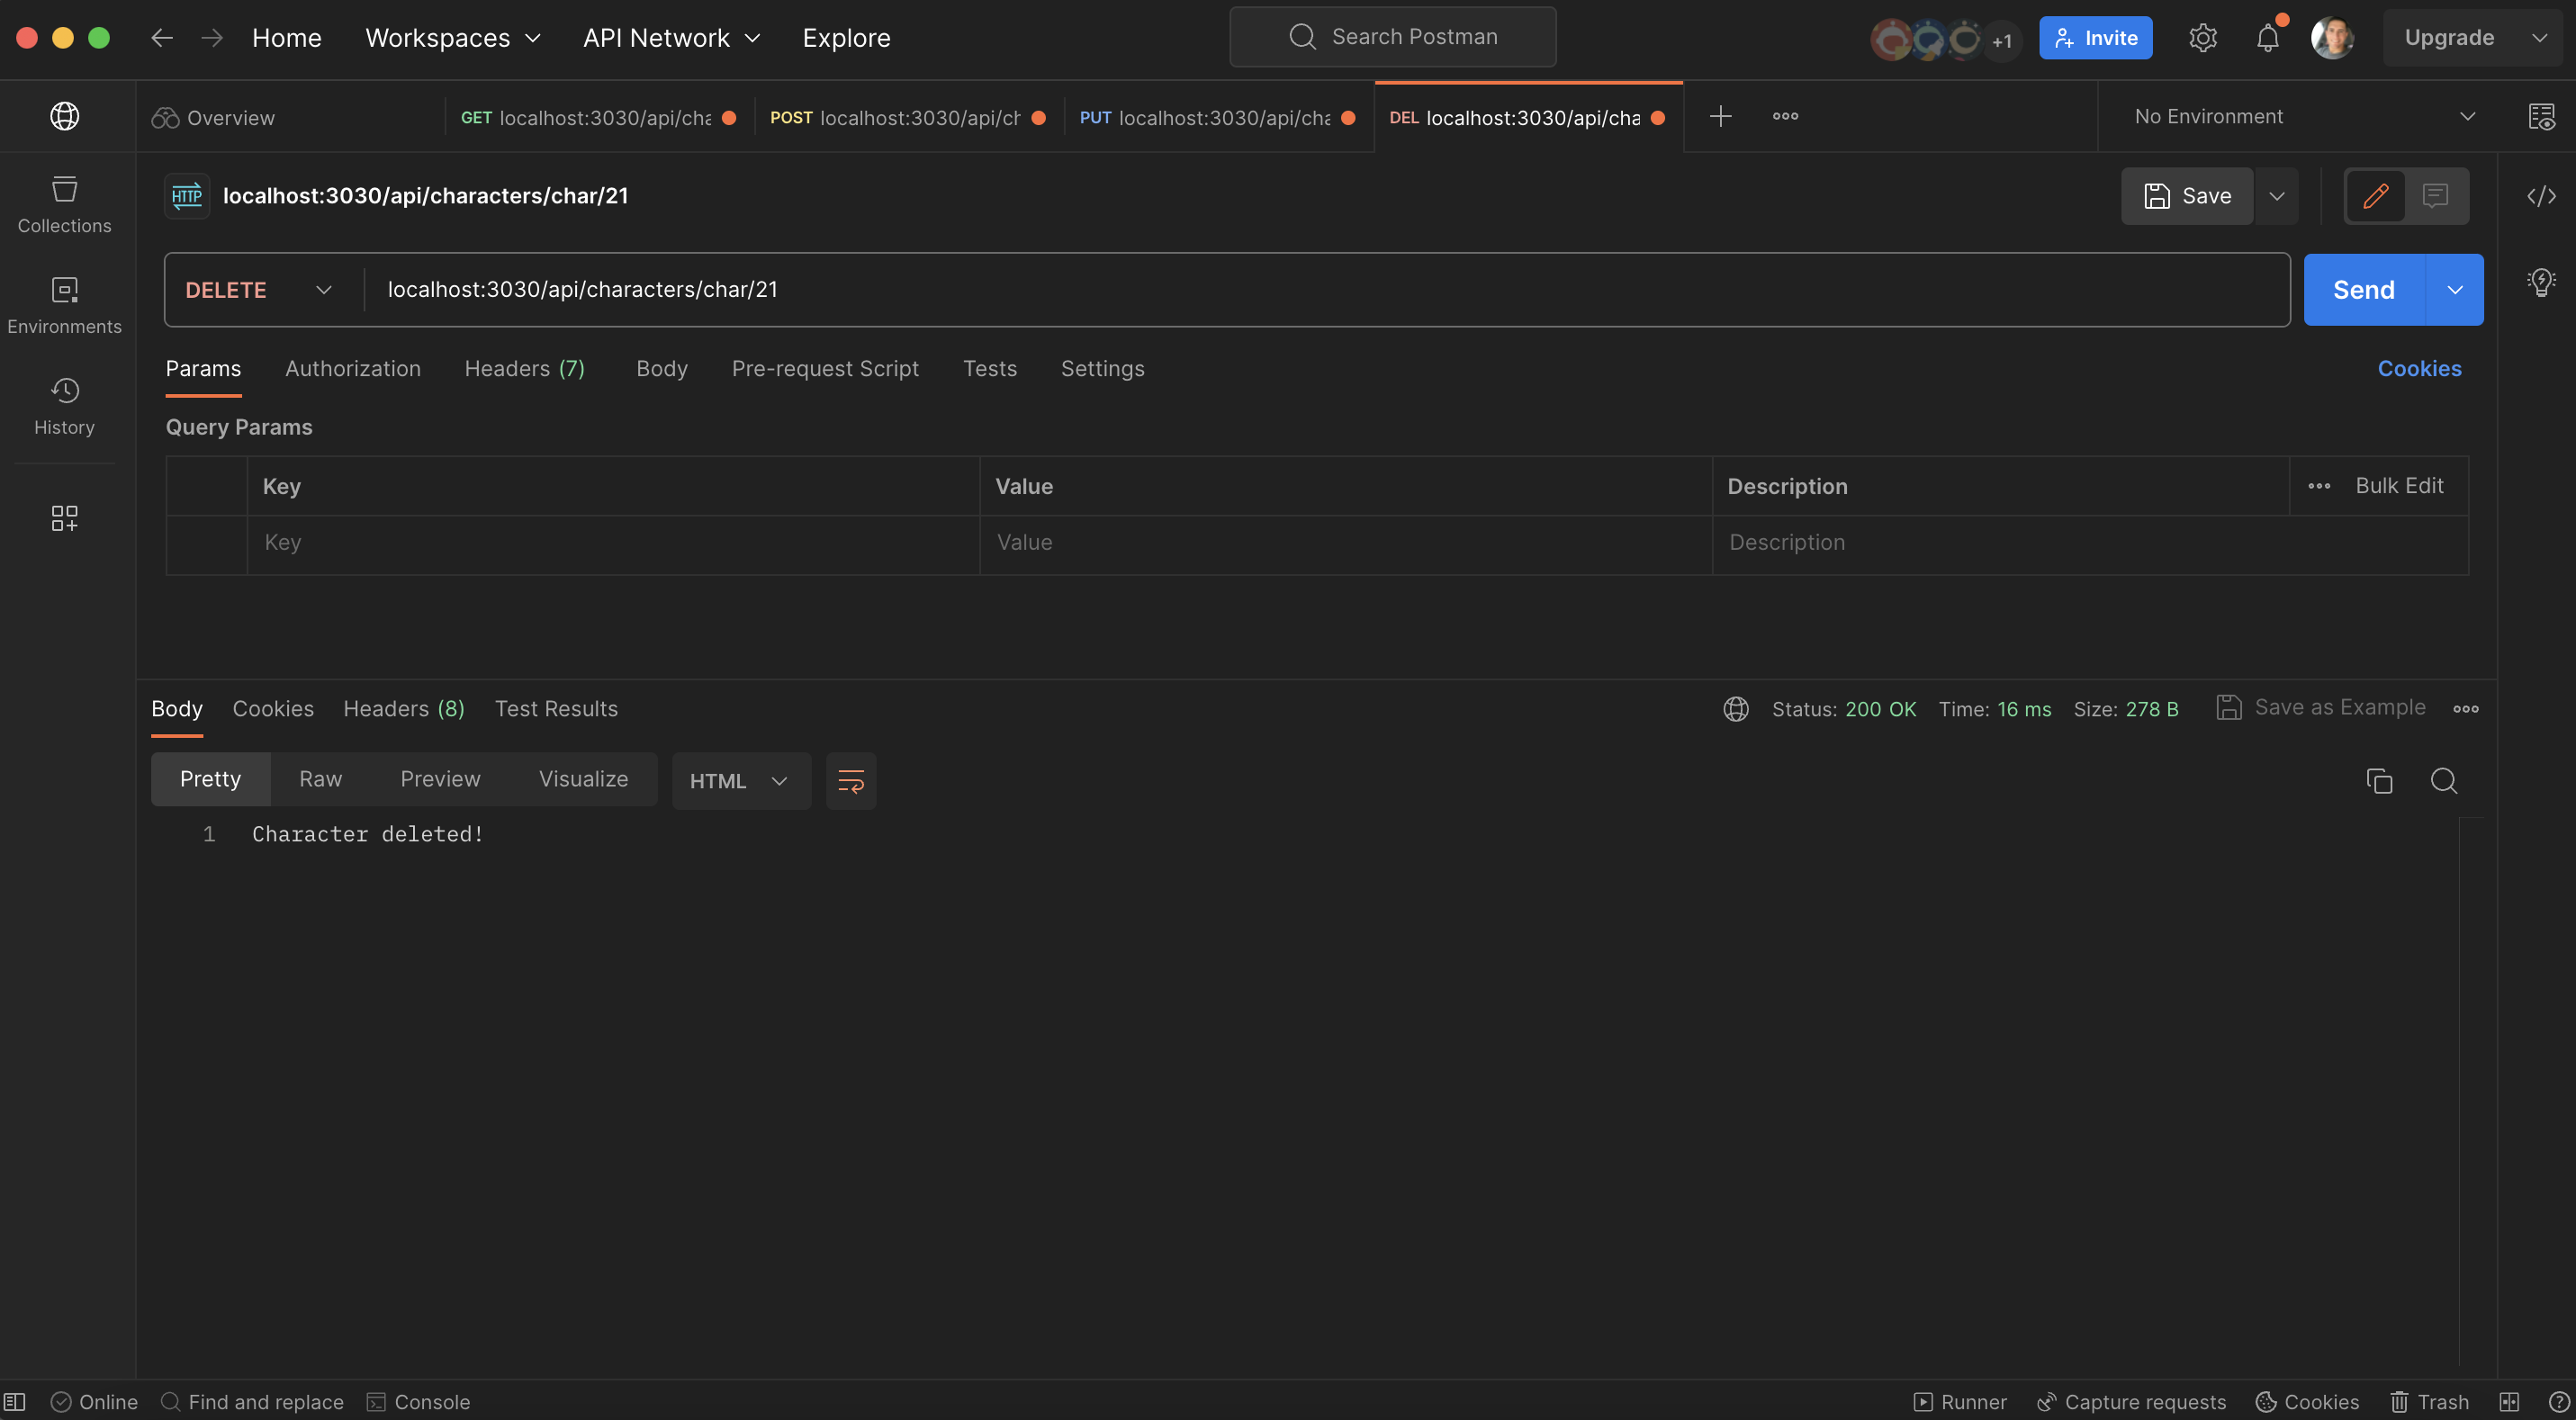 Home Workspaces API Network Explore Search Postman +1 Invite Upgrade
Overview GET localhost:3030/api/cha POST localhost:3030/api/ch PUT localhost:3030/api/cha DEL localhost:3030/api/cha No Environment
HTTP localhost:3030/api/characters/char/21 Save
Collections
DELETE localhost:3030/api/characters/char/21 Send
Environments
Params Authorization Headers (7) Body Pre-request Script Tests Settings Cookies
History
Query Params
Key Value Description Bulk Edit
Key Value Description
Body Cookies Headers (8) Test Results Status: 200 OK Time: 16 ms Size: 278 B Save as Example
Pretty Raw Preview Visualize HTML
1 Character deleted!
Online Find and replace Console Runner Capture requests Cookies Trash